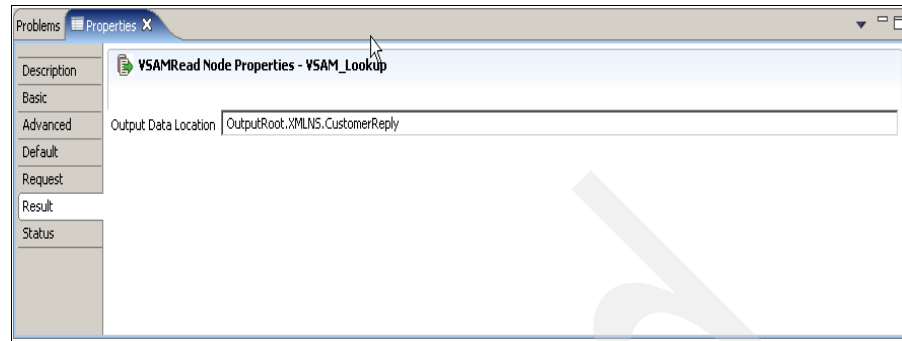 Problems Properties X
VSAMRead Node Properties - VSAM_Lookup
Description
Basic
Advanced
Default
Request
Result
Status
Output Data Location OutputRoot.XMLNS.CustomerReply